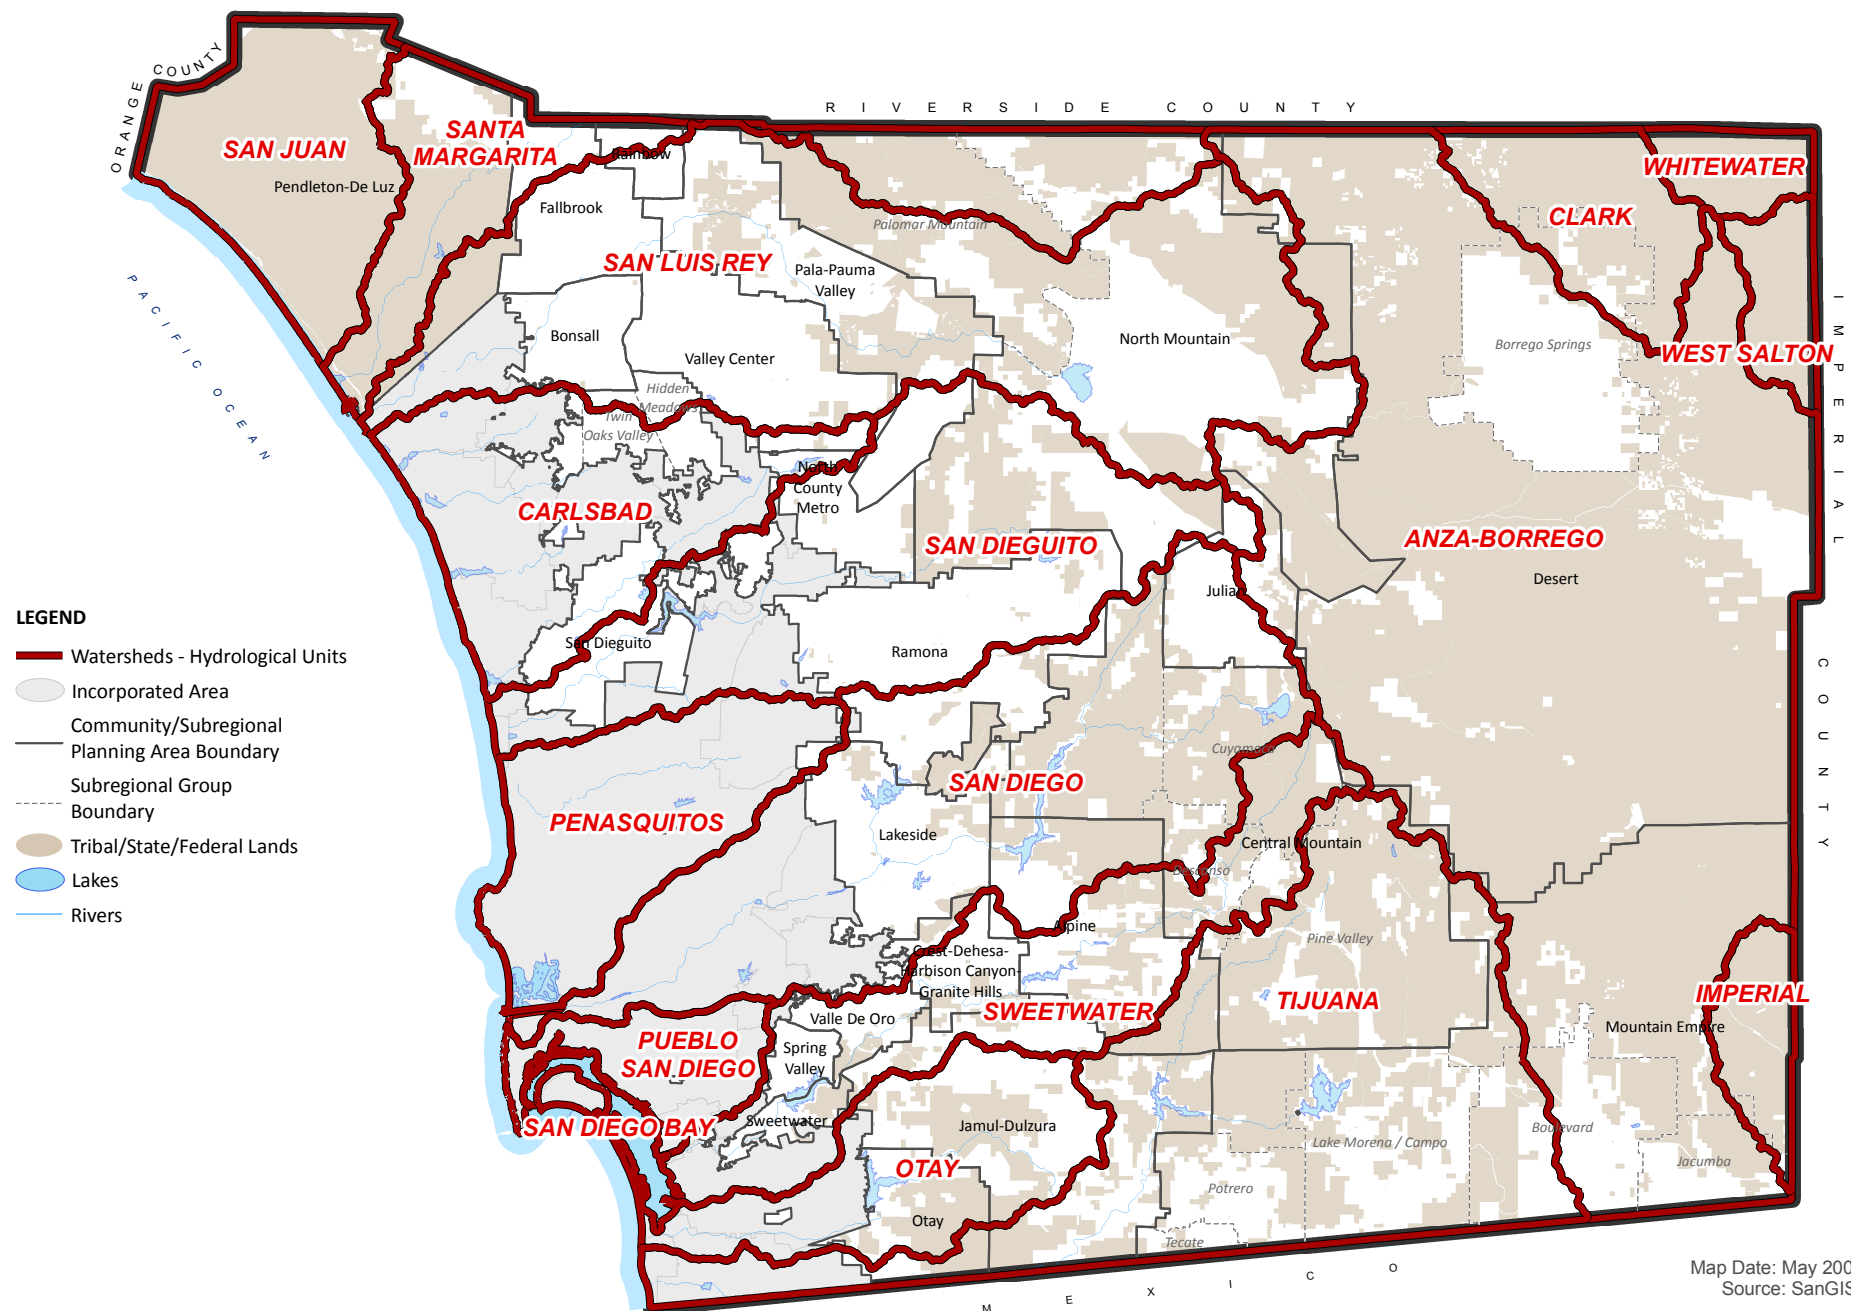 ORANGE COUNTY
RIVERSIDE COUNTY
SAN JUAN
SANTA
MARGARITA
Pendleton-De Luz
Rainbow
Fallbrook
WHITEWATER
CLARK
Palomar Mountain
SAN LUIS REY
Pala-Pauma
Valley
PACIFIC OCEAN
Bonsall
Valley Center
North Mountain
Borrego Springs
WEST SALTON
IMPERIAL
COUNTY
Hidden
Meadows
Twin
Oaks Valley
North
County
Metro
CARLSBAD
SAN DIEGUITO
ANZA-BORREGO
Desert
Julian
San Dieguito
Ramona
LEGEND
Watersheds - Hydrological Units
Incorporated Area
Community/Subregional
Planning Area Boundary
Subregional Group
Boundary
Tribal/State/Federal Lands
Lakes
Rivers
Cuyamaca
SAN DIEGO
PENASQUITOS
Lakeside
Central Mountain
Descanso
Alpine
Pine Valley
Crest-Dehesa-
Harbison Canyon-
Granite Hills
SWEETWATER
TIJUANA
IMPERIAL
Valle De Oro
Mountain Empire
PUEBLO
SAN DIEGO
Spring
Valley
SAN DIEGO BAY
Sweetwater
Jamul-Dulzura
Lake Morena / Campo
Boulevard
Jacumba
OTAY
Potrero
Otay
Tecate
MEXICO
Map Date: May 200
Source: SanGIS